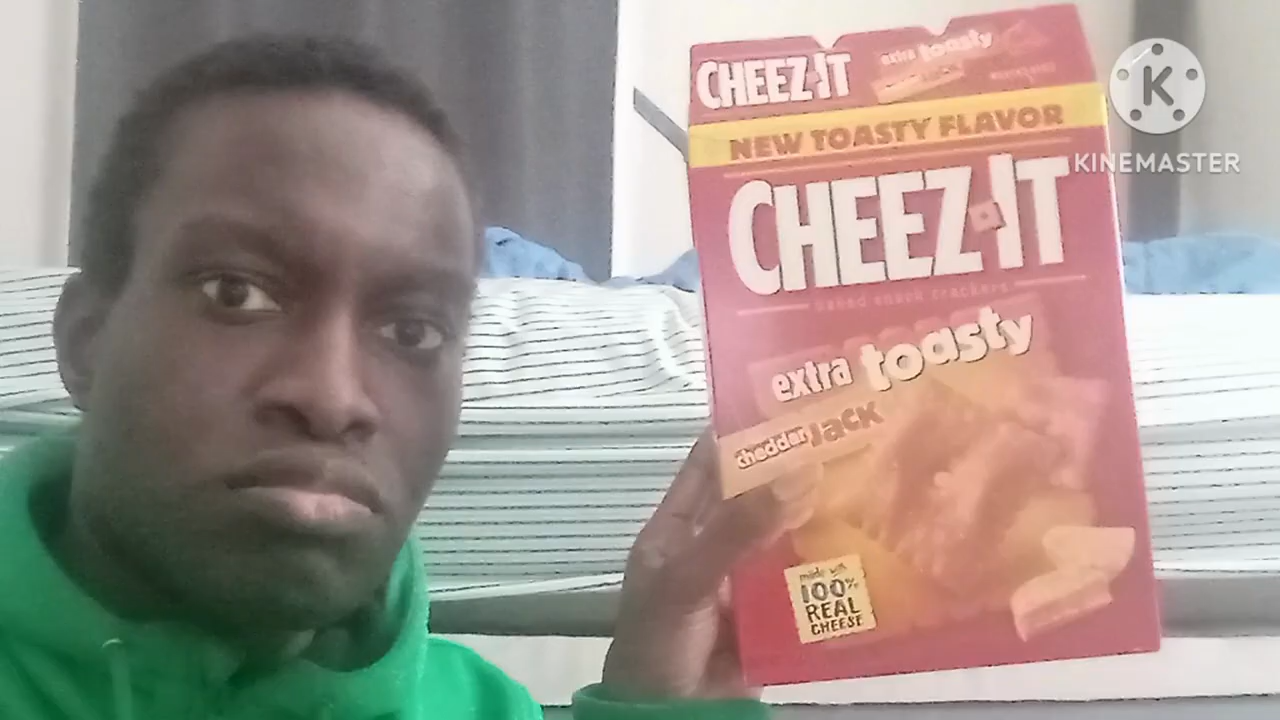 CHEEZ-IT
extra toasty
NEW TOASTY FLAVOR
CHEEZ-IT
baked snack crackers
extra toasty
cheddar JACK
made with
100%
REAL
CHEESE
K
KINEMASTER